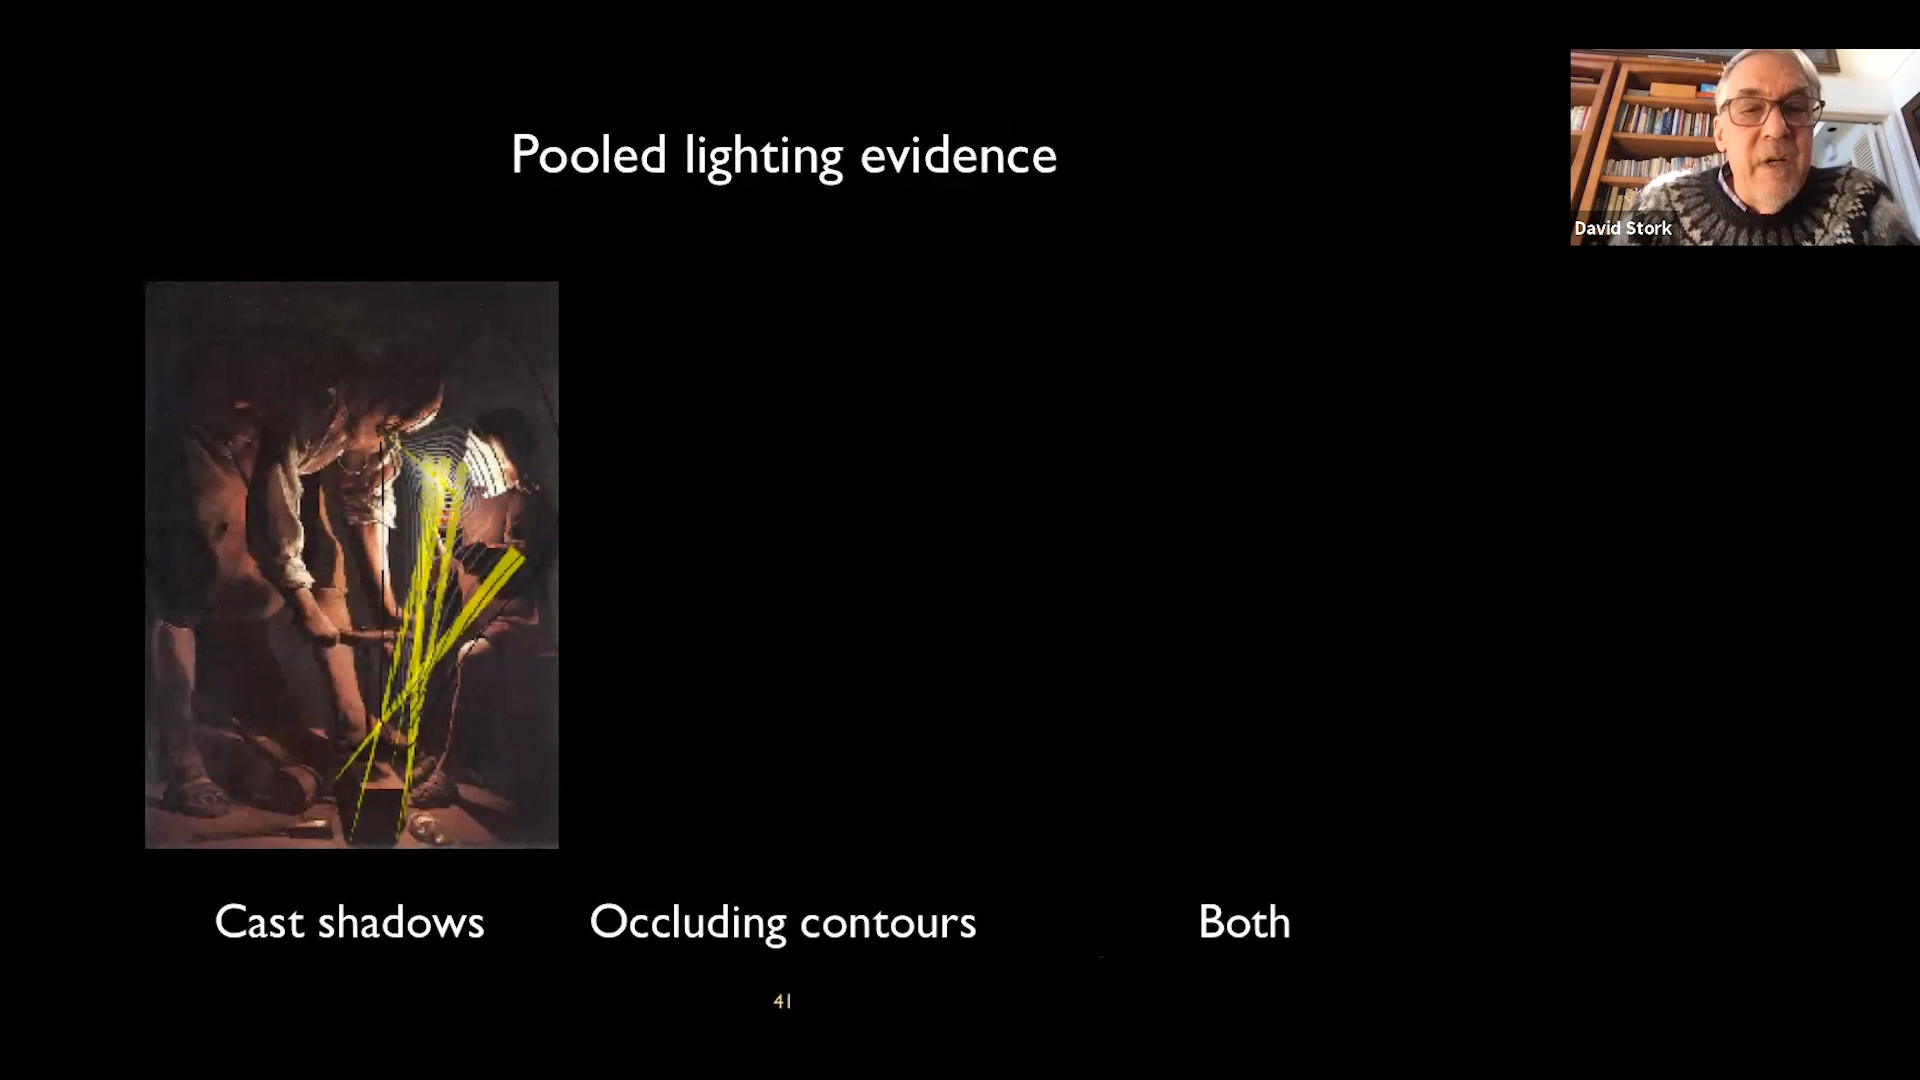 Pooled lighting evidence
David Stork
Cast shadows
Occluding contours
Both
41